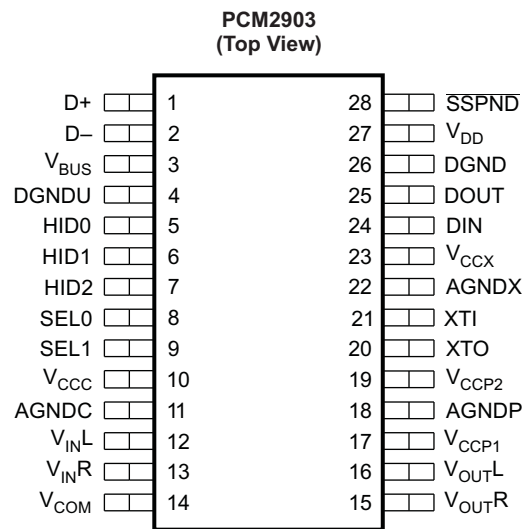 PCM2903
(Top View)
D+ 1 28 SSPND
D– 2 27 VDD
VBUS 3 26 DGND
DGNDU 4 25 DOUT
HID0 5 24 DIN
HID1 6 23 VCCX
HID2 7 22 AGNDX
SEL0 8 21 XTI
SEL1 9 20 XTO
VCCC 10 19 VCCP2
AGNDC 11 18 AGNDP
VINL 12 17 VCCP1
VINR 13 16 VOUTL
VCOM 14 15 VOUTR